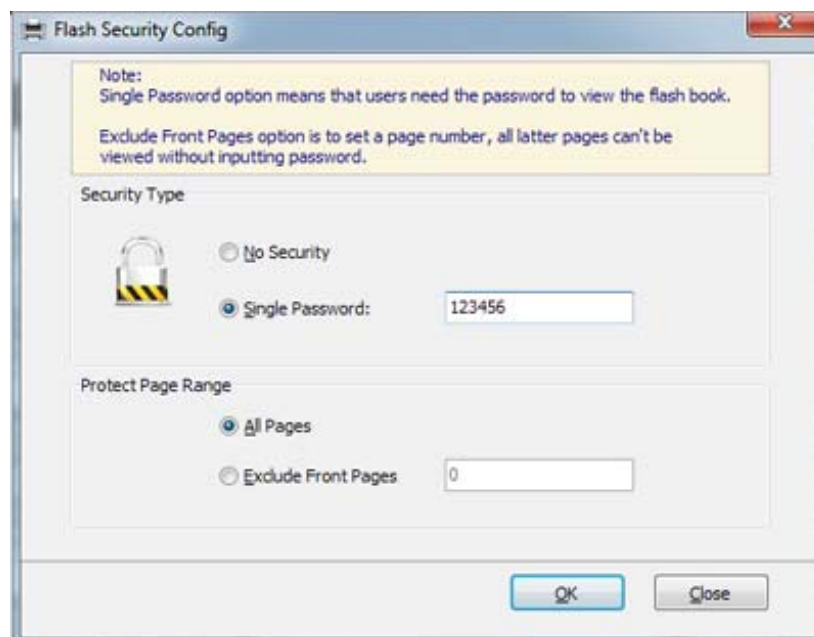 Flash Security Config
Note:
Single Password option means that users need the password to view the flash book.
Exclude Front Pages option is to set a page number, all latter pages can't be
viewed without inputting password.
Security Type
No Security
Single Password: 123456
Protect Page Range
All Pages
Exclude Front Pages 0
OK Close